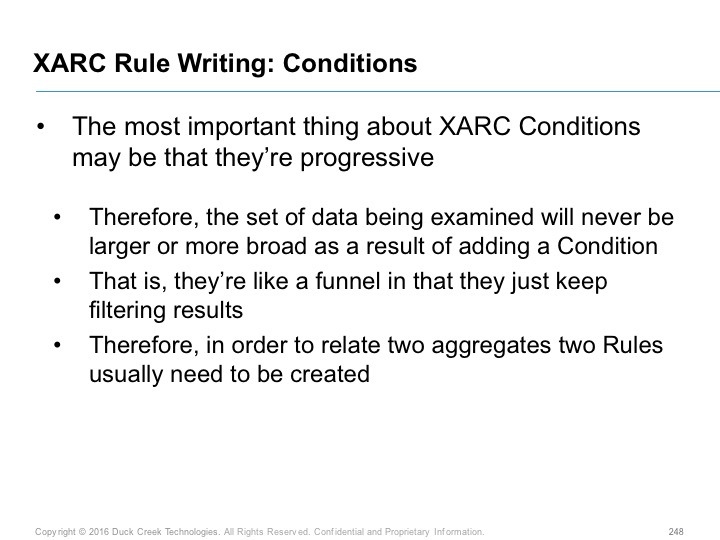 XARC Rule Writing: Conditions
• The most important thing about XARC Conditions
may be that they’re progressive
• Therefore, the set of data being examined will never be
larger or more broad as a result of adding a Condition
• That is, they’re like a funnel in that they just keep
filtering results
• Therefore, in order to relate two aggregates two Rules
usually need to be created
Copyright © 2016 Duck Creek Technologies. All Rights Reserved. Confidential and Proprietary Information. 248